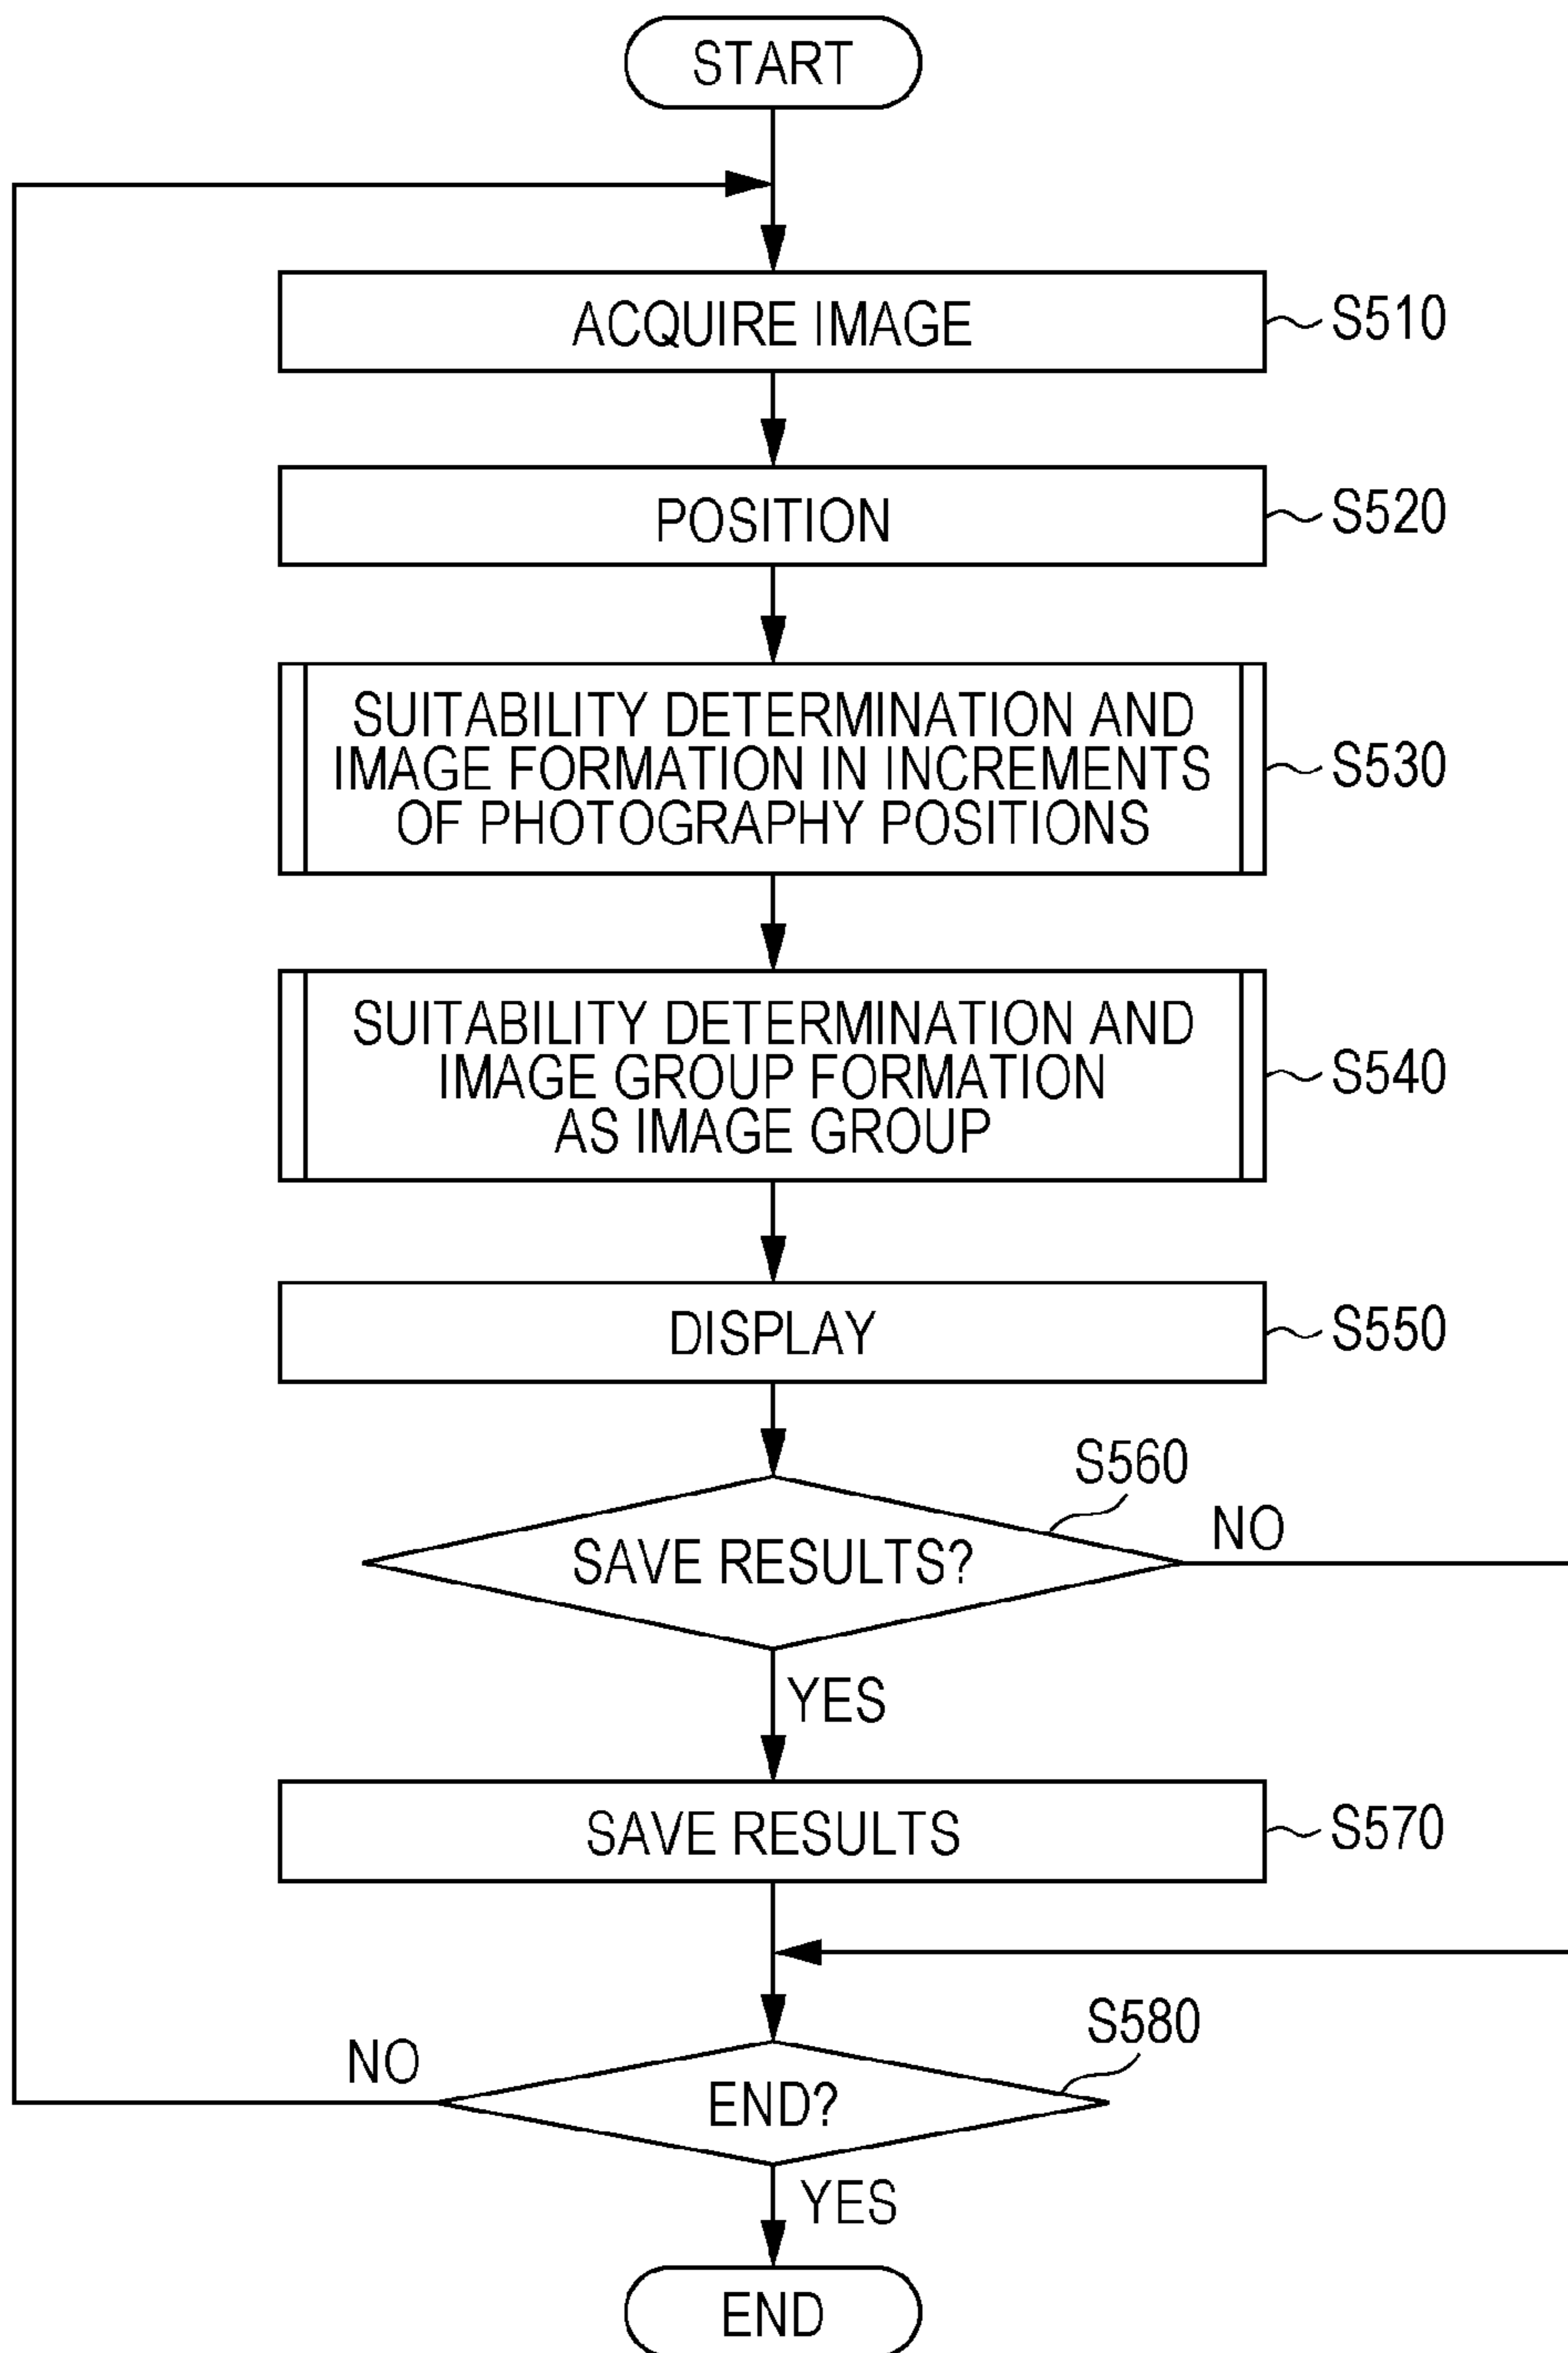 START
ACQUIRE IMAGE
S510
POSITION
S520
SUITABILITY DETERMINATION AND
IMAGE FORMATION IN INCREMENTS
OF PHOTOGRAPHY POSITIONS
S530
SUITABILITY DETERMINATION AND
IMAGE GROUP FORMATION
AS IMAGE GROUP
S540
DISPLAY
S550
S560
SAVE RESULTS?
NO
YES
SAVE RESULTS
S570
S580
NO
END?
YES
END